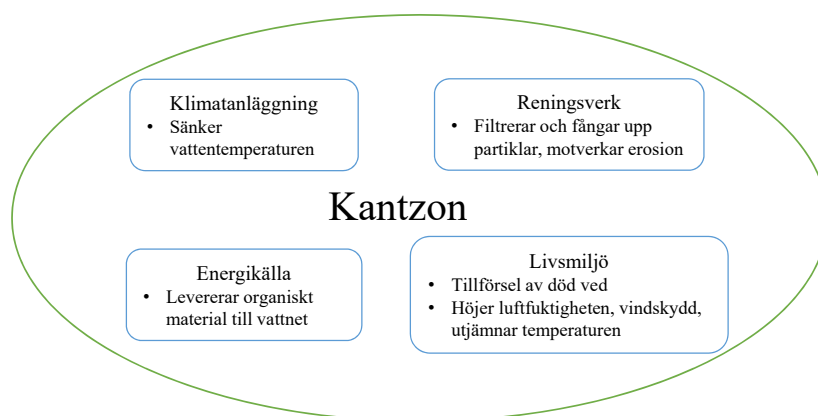 Klimatanläggning
• Sänker
vattentemperaturen
Reningsverk
• Filtrerar och fångar upp
partiklar, motverkar erosion
Kantzon
Energikälla
• Levererar organiskt
material till vattnet
Livsmiljö
• Tillförsel av död ved
• Höjer luftfuktigheten, vindskydd,
utjämnar temperaturen